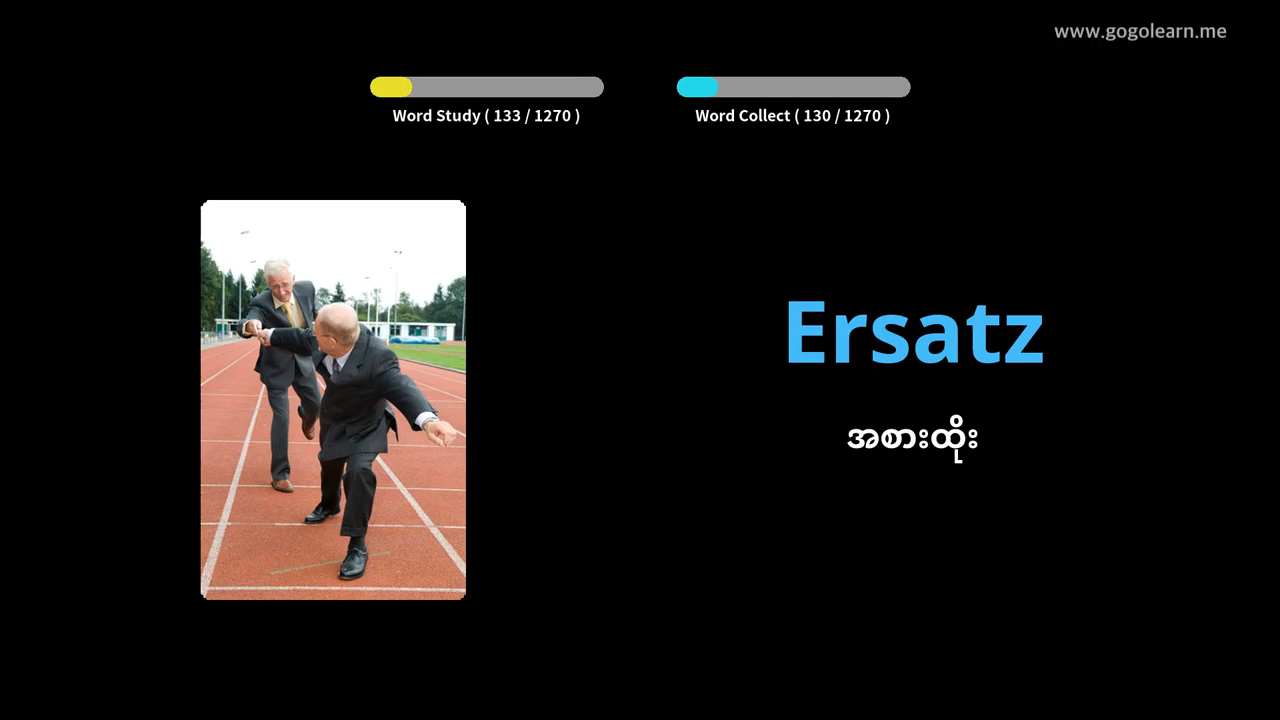 www.gogolearn.me
Word Study ( 133 / 1270 )
Word Collect ( 130 / 1270 )
Ersatz
အစားထိုး